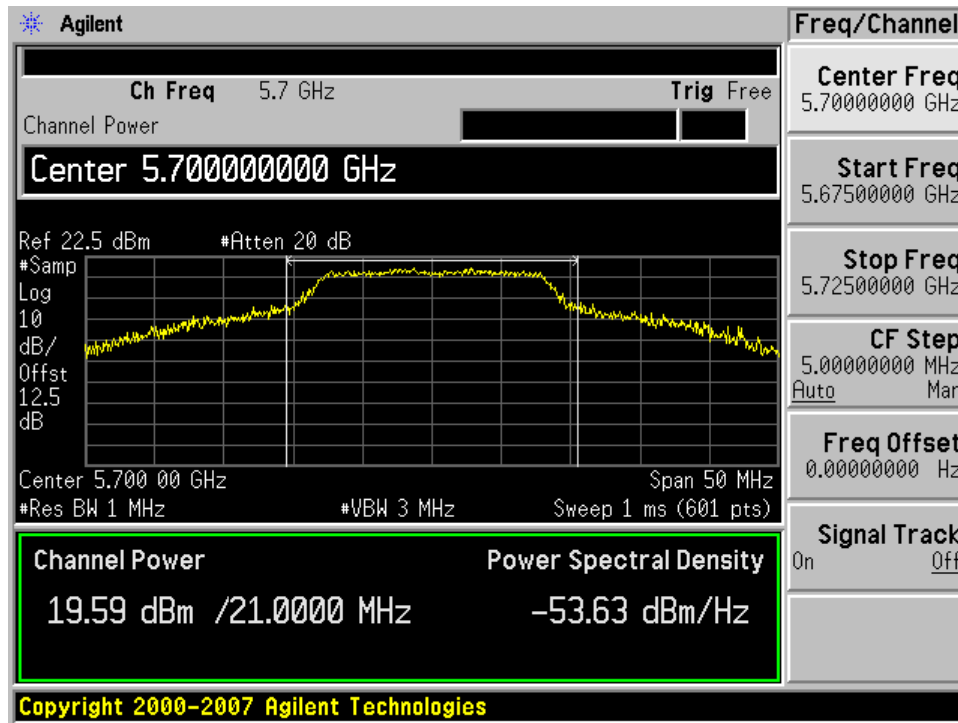 Agilent
Freq/Channel
Ch Freq 5.7 GHz Trig Free
Channel Power
Center 5.700000000 GHz
Ref 22.5 dBm #Atten 20 dB
#Samp
Log
10
dB/
Offst
12.5
dB
Center 5.700 00 GHz Span 50 MHz
#Res BW 1 MHz #VBW 3 MHz Sweep 1 ms (601 pts)
Channel Power Power Spectral Density
19.59 dBm /21.0000 MHz -53.63 dBm/Hz
Copyright 2000-2007 Agilent Technologies
Center Freq
5.70000000 GHz
Start Freq
5.67500000 GHz
Stop Freq
5.72500000 GHz
CF Step
5.00000000 MHz
Auto Man
Freq Offset
0.00000000 Hz
Signal Track
On Off